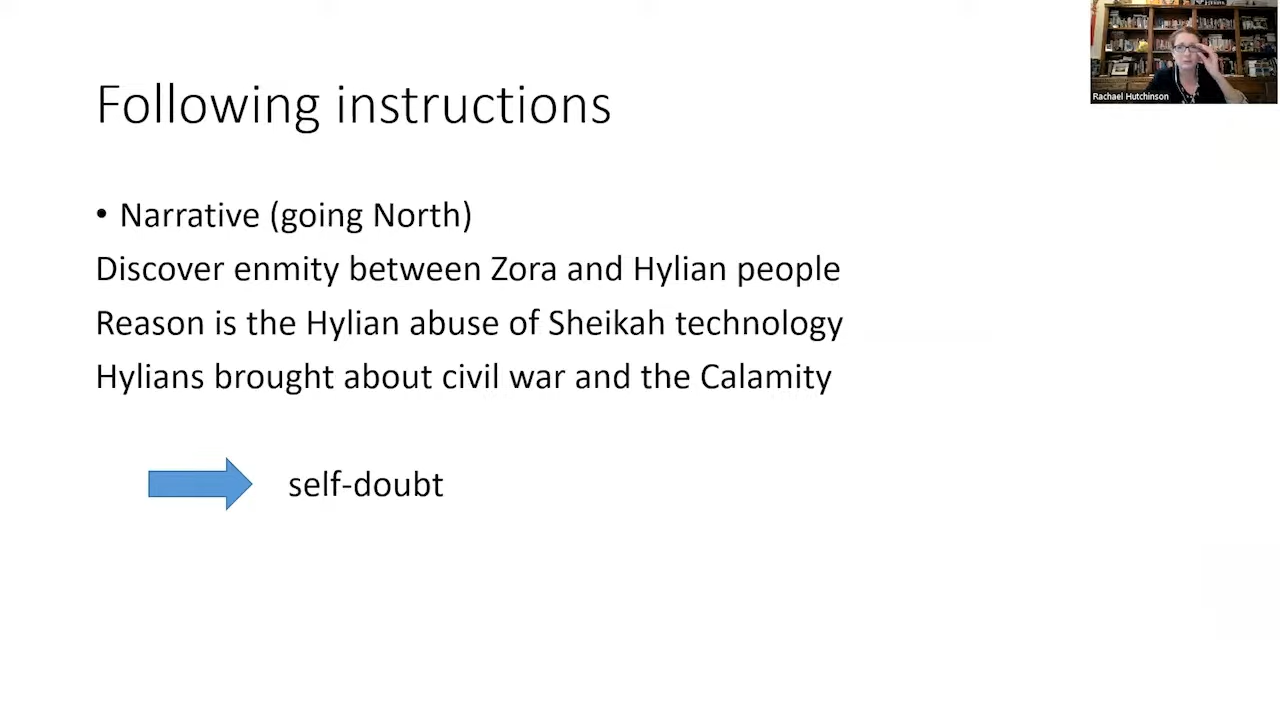 Following instructions
• Narrative (going North)
Discover enmity between Zora and Hylian people
Reason is the Hylian abuse of Sheikah technology
Hylians brought about civil war and the Calamity
self-doubt
Rachael Hutchinson